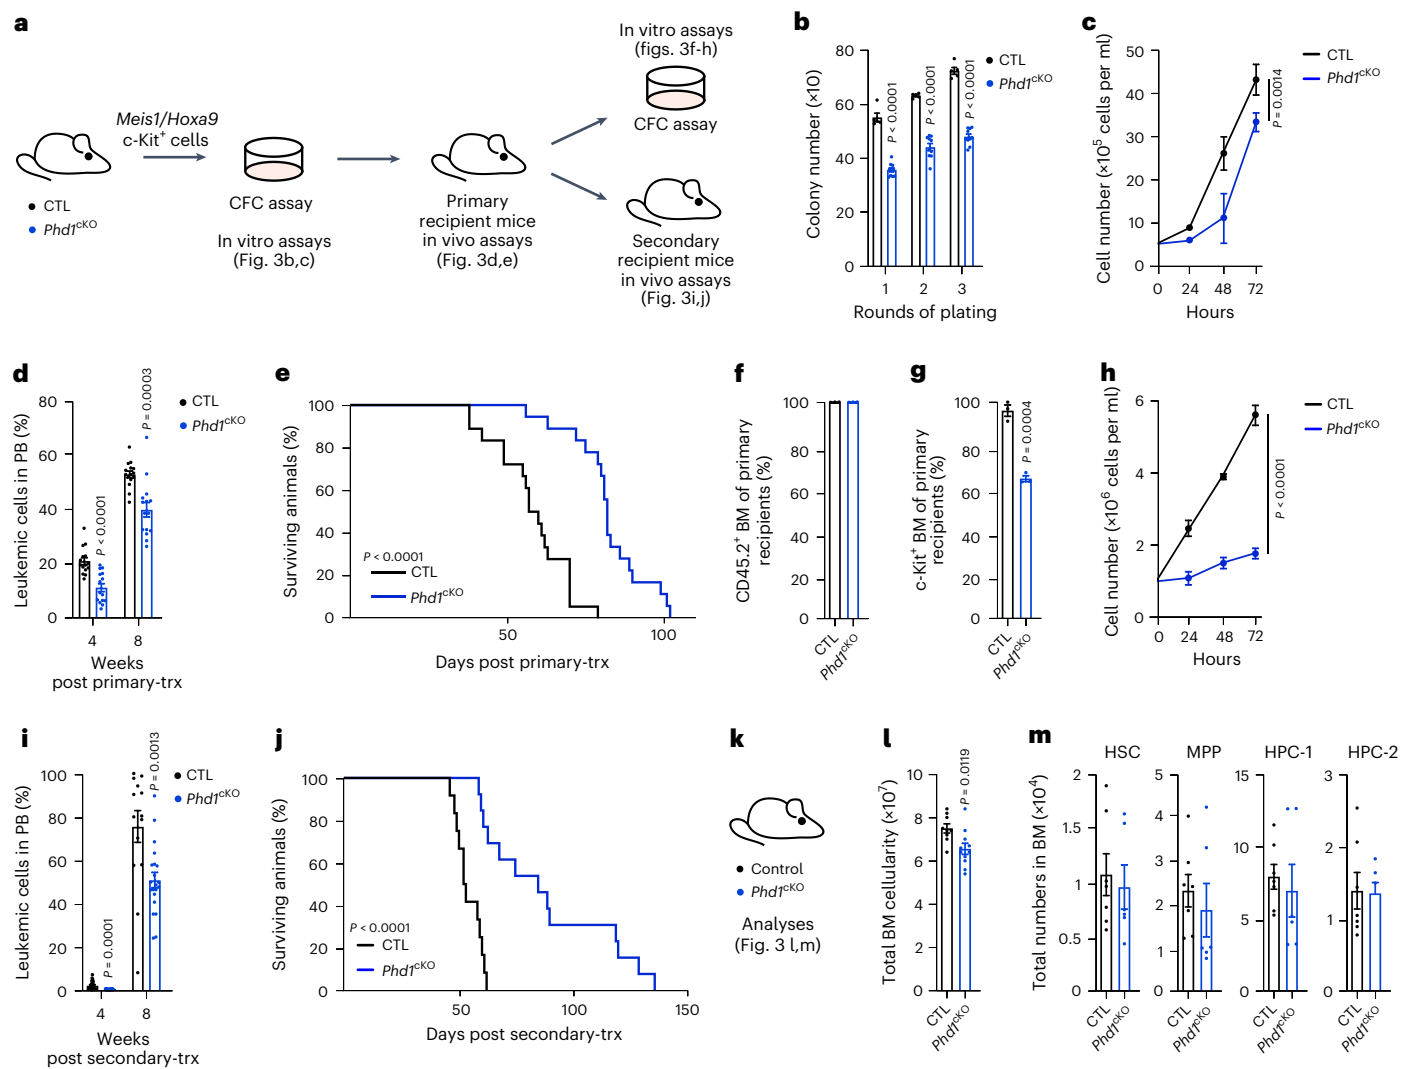 a
Meis1/Hoxa9
c-Kit+ cells
CTL
Phd1cKO
CFC assay
In vitro assays
(Fig. 3b,c)
Primary
recipient mice
in vivo assays
(Fig. 3d,e)
In vitro assays
(figs. 3f-h)
CFC assay
Secondary
recipient mice
in vivo assays
(Fig. 3i,j)
b
Colony number (×10)
80
60
40
20
0
P < 0.0001
P < 0.0001
P < 0.0001
1 2 3
Rounds of plating
CTL
Phd1cKO
c
Cell number (×10⁵ cells per ml)
50
40
30
20
10
0
0 24 48 72
Hours
P = 0.0014
CTL
Phd1cKO
d
Leukemic cells in PB (%)
80
60
40
20
0
P < 0.0001
P = 0.0003
4 8
Weeks
post primary-trx
CTL
Phd1cKO
e
Surviving animals (%)
100
80
60
40
20
0
P < 0.0001
CTL
Phd1cKO
50 100
Days post primary-trx
f
CD45.2+ BM of primary
recipients (%)
100
80
60
40
20
0
CTL
Phd1cKO
g
c-Kit+ BM of primary
recipients (%)
100
80
60
40
20
0
P = 0.0004
CTL
Phd1cKO
h
Cell number (×10⁶ cells per ml)
6
4
2
0
0 24 48 72
Hours
P < 0.0001
CTL
Phd1cKO
i
Leukemic cells in PB (%)
100
80
60
40
20
0
P = 0.0001
P = 0.0013
4 8
Weeks
post secondary-trx
CTL
Phd1cKO
j
Surviving animals (%)
100
80
60
40
20
0
P < 0.0001
CTL
Phd1cKO
50 100 150
Days post secondary-trx
k
Control
Phd1cKO
Analyses
(Fig. 3 l,m)
l
Total BM cellularity (×10⁷)
10
8
6
4
2
0
P = 0.0119
CTL
Phd1cKO
m
Total numbers in BM (×10⁴)
HSC
2
1.5
1
0.5
0
CTL
Phd1cKO
MPP
5
4
3
2
1
0
CTL
Phd1cKO
HPC-1
15
10
5
0
CTL
Phd1cKO
HPC-2
3
2
1
0
CTL
Phd1cKO